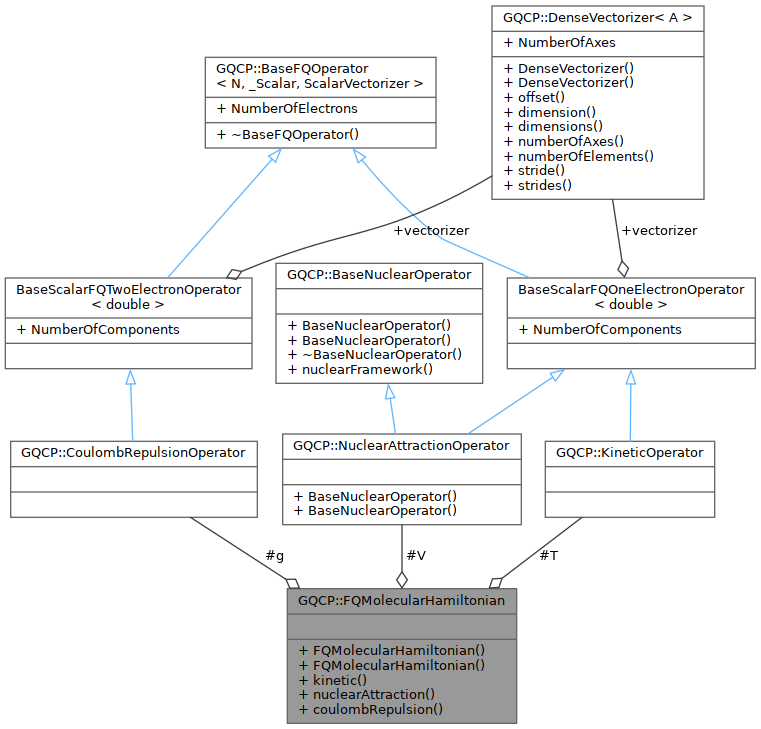 GQCP::DenseVectorizer< A >
+ NumberOfAxes
+ DenseVectorizer()
+ DenseVectorizer()
+ offset()
+ dimension()
+ dimensions()
+ numberOfAxes()
+ numberOfElements()
+ stride()
+ strides()
GQCP::BaseFQOperator
< N, _Scalar, ScalarVectorizer >
+ NumberOfElectrons
+ ~BaseFQOperator()
+vectorizer
+vectorizer
BaseScalarFQTwoElectronOperator
< double >
+ NumberOfComponents
GQCP::BaseNuclearOperator
+ BaseNuclearOperator()
+ BaseNuclearOperator()
+ ~BaseNuclearOperator()
+ nuclearFramework()
BaseScalarFQOneElectronOperator
< double >
+ NumberOfComponents
GQCP::CoulombRepulsionOperator
GQCP::NuclearAttractionOperator
+ BaseNuclearOperator()
+ BaseNuclearOperator()
GQCP::KineticOperator
#g
#V
#T
GQCP::FQMolecularHamiltonian
+ FQMolecularHamiltonian()
+ FQMolecularHamiltonian()
+ kinetic()
+ nuclearAttraction()
+ coulombRepulsion()